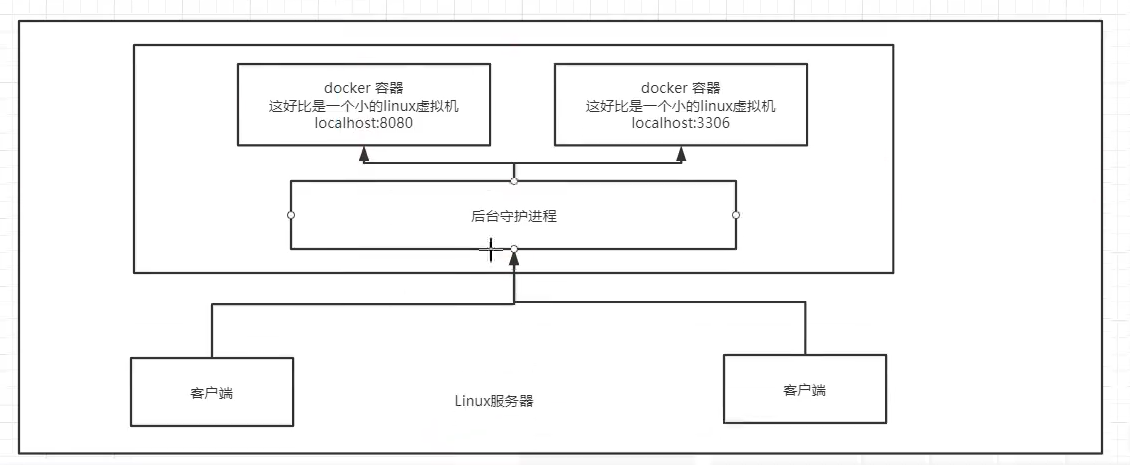 docker 容器
这好比是一个小的linux虚拟机
localhost:8080
docker 容器
这好比是一个小的linux虚拟机
localhost:3306
后台守护进程
客户端
Linux服务器
客户端